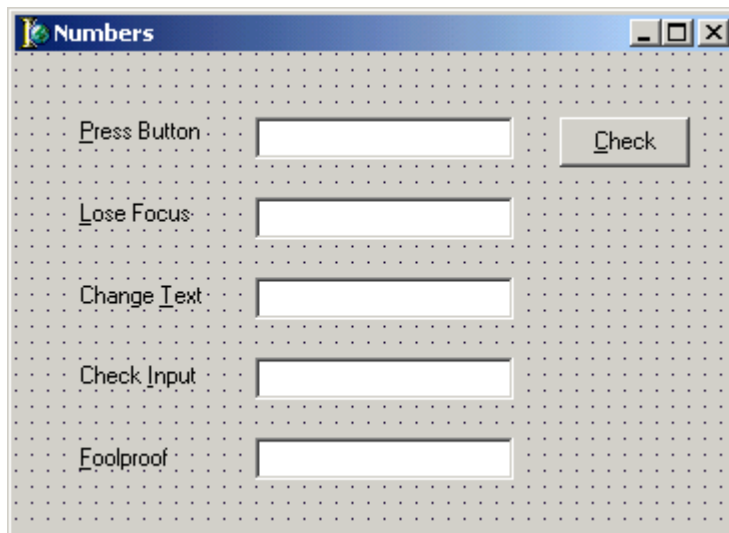 Numbers
Press Button
Check
Lose Focus
Change Text
Check Input
Foolproof